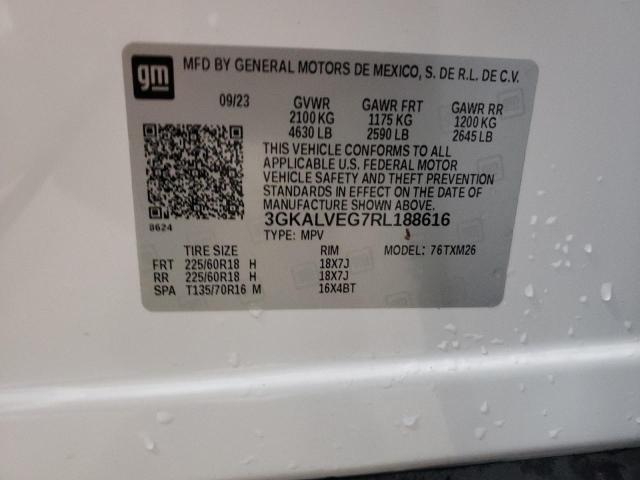 gm MFD BY GENERAL MOTORS DE MEXICO, S. DE R.L. DE C.V.
09/23 GVWR GAWR FRT GAWR RR
2100 KG 1175 KG 1200 KG
4630 LB 2590 LB 2645 LB
THIS VEHICLE CONFORMS TO ALL
APPLICABLE U.S. FEDERAL MOTOR
VEHICLE SAFETY AND THEFT PREVENTION
STANDARDS IN EFFECT ON THE DATE OF
MANUFACTURE SHOWN ABOVE.
3GKALVEG7RL188616
8624
TYPE: MPV MODEL: 76TXM26
TIRE SIZE RIM
FRT 225/60R18 H 18X7J
RR 225/60R18 H 18X7J
SPA T135/70R16 M 16X4BT